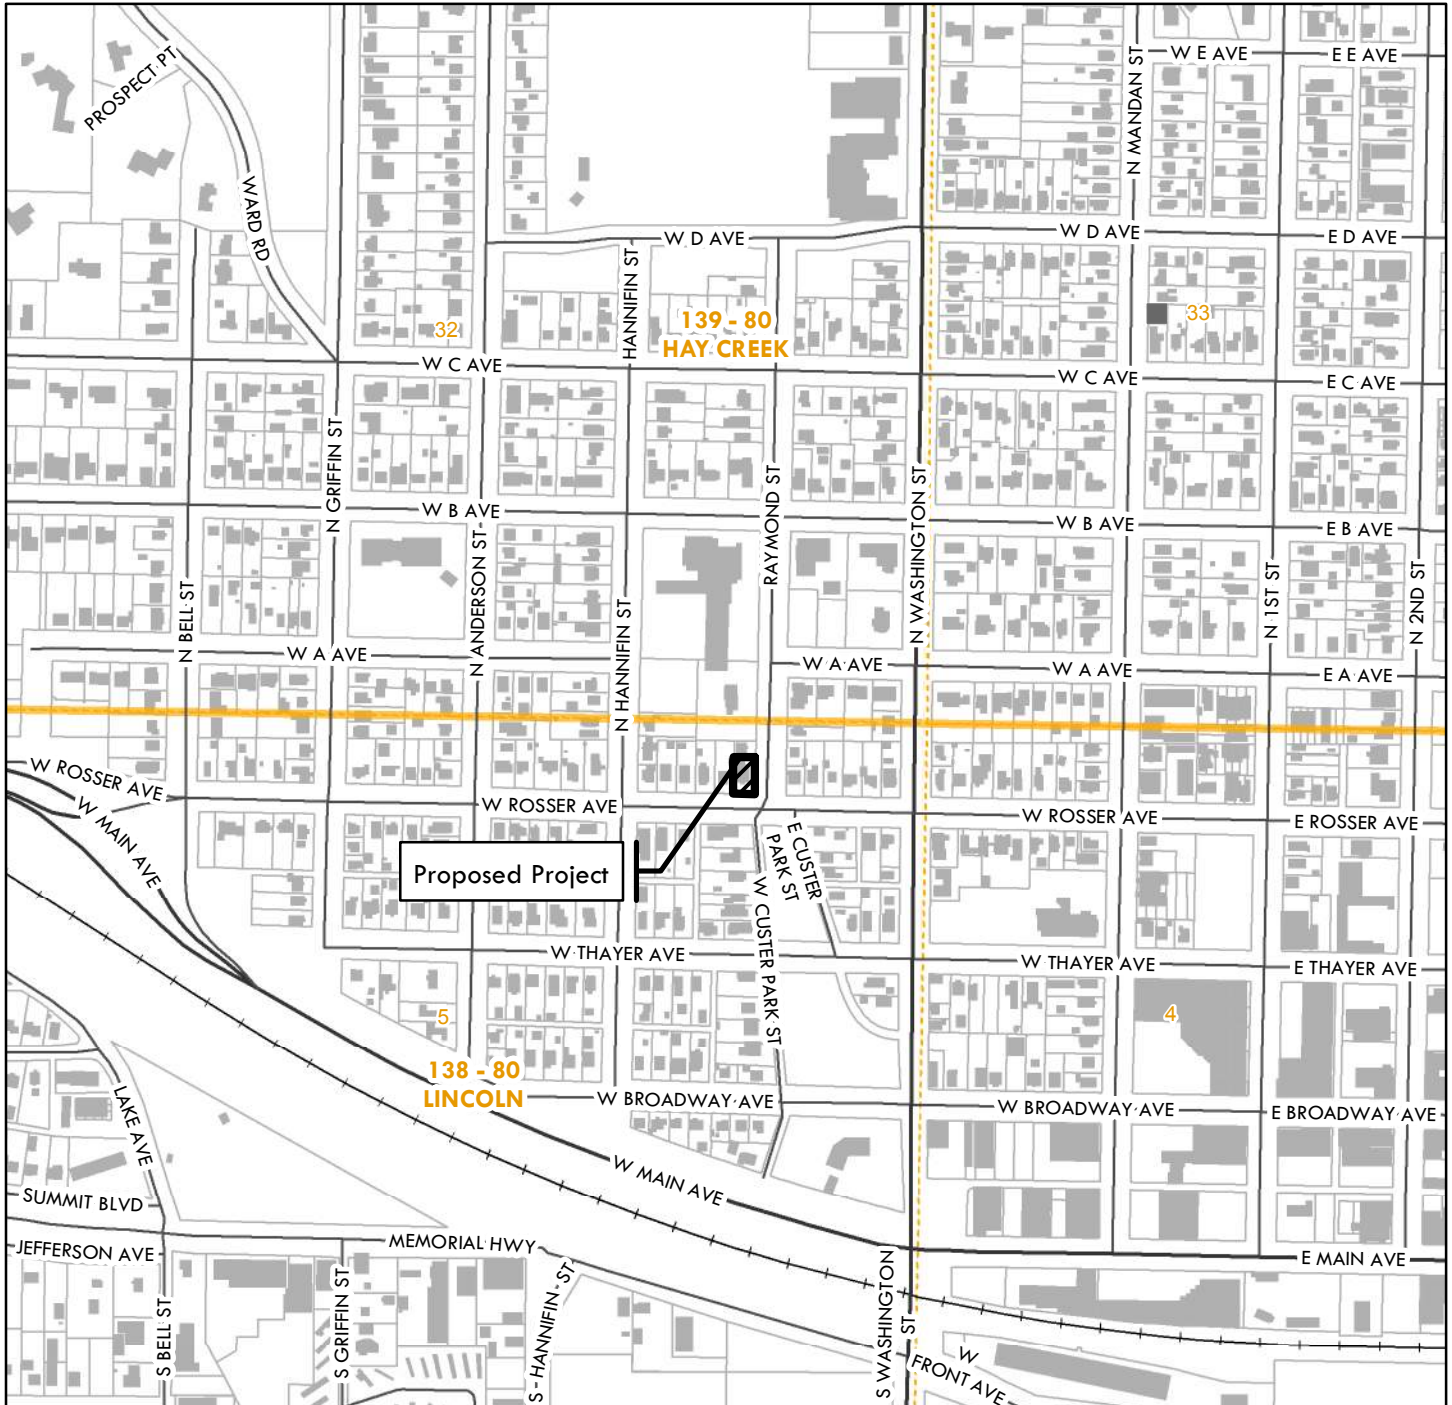 PROSPECT PT
WARD RD
W E AVE
E E AVE
N MANDAN ST
W D AVE
W D AVE
E D AVE
HANNIFIN ST
32
139 - 80
HAY CREEK
33
W C AVE
W C AVE
E C AVE
N GRIFFIN ST
RAYMOND ST
N WASHINGTON ST
W B AVE
W B AVE
E B AVE
N BELL ST
N ANDERSON ST
N HANNIFIN ST
N 1ST ST
N 2ND ST
W A AVE
W A AVE
W A AVE
E A AVE
W ROSSER AVE
W ROSSER AVE
W ROSSER AVE
E ROSSER AVE
W MAIN AVE
E CUSTER
PARK ST
Proposed Project
W CUSTER PARK ST
W THAYER AVE
W THAYER AVE
E THAYER AVE
5
4
138 - 80
LINCOLN
W BROADWAY AVE
W BROADWAY AVE
E BROADWAY AVE
LAKE AVE
W MAIN AVE
SUMMIT BLVD
JEFFERSON AVE
MEMORIAL HWY
E MAIN AVE
S BELL ST
S GRIFFIN ST
S HANNIFIN ST
S WASHINGTON
ST
W
FRONT AVE